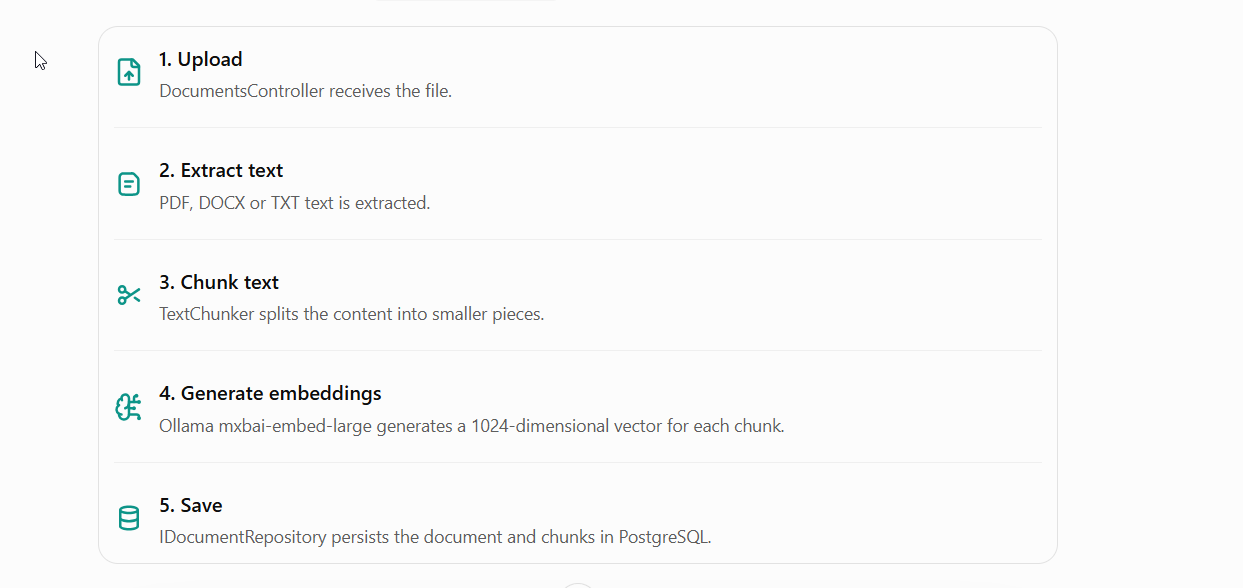 1. Upload
DocumentsController receives the file.
2. Extract text
PDF, DOCX or TXT text is extracted.
3. Chunk text
TextChunker splits the content into smaller pieces.
4. Generate embeddings
Ollama mxbai-embed-large generates a 1024-dimensional vector for each chunk.
5. Save
IDocumentRepository persists the document and chunks in PostgreSQL.